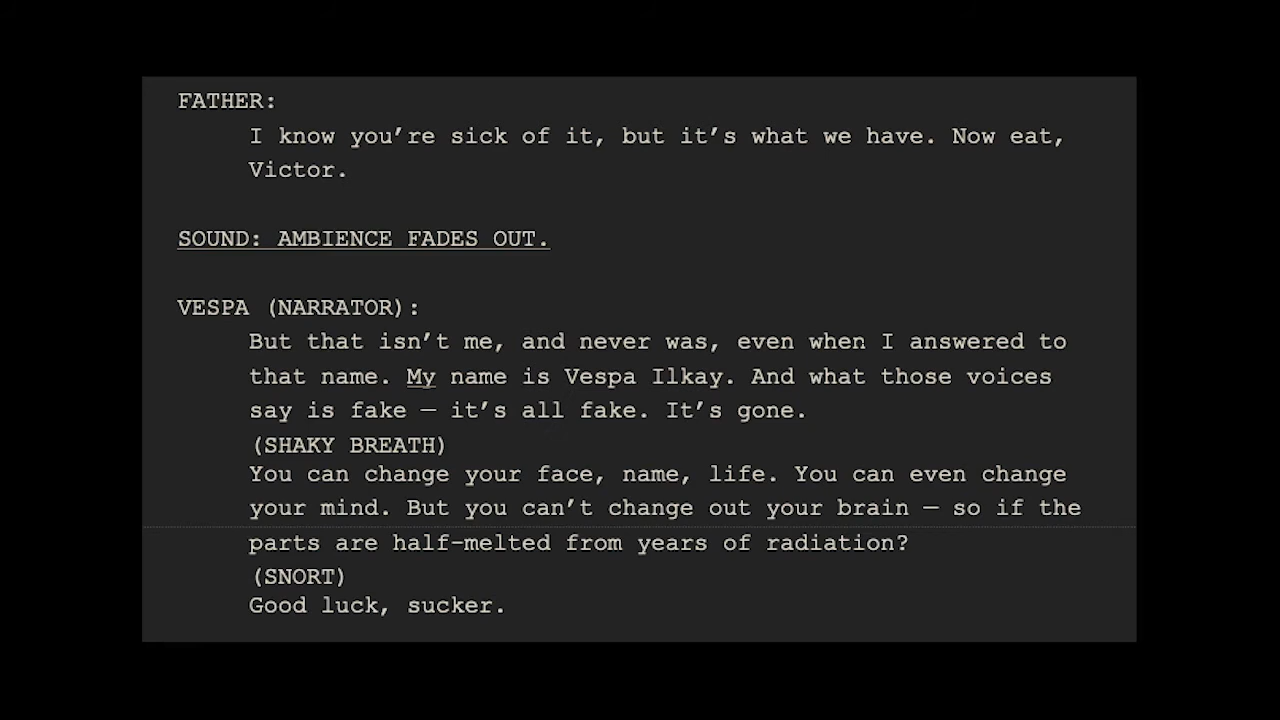 FATHER:
I know you’re sick of it, but it’s what we have. Now eat,
Victor.
SOUND: AMBIENCE FADES OUT.
VESPA (NARRATOR):
But that isn’t me, and never was, even when I answered to
that name. My name is Vespa Ilkay. And what those voices
say is fake — it’s all fake. It’s gone.
(SHAKY BREATH)
You can change your face, name, life. You can even change
your mind. But you can’t change out your brain — so if the
parts are half-melted from years of radiation?
(SNORT)
Good luck, sucker.